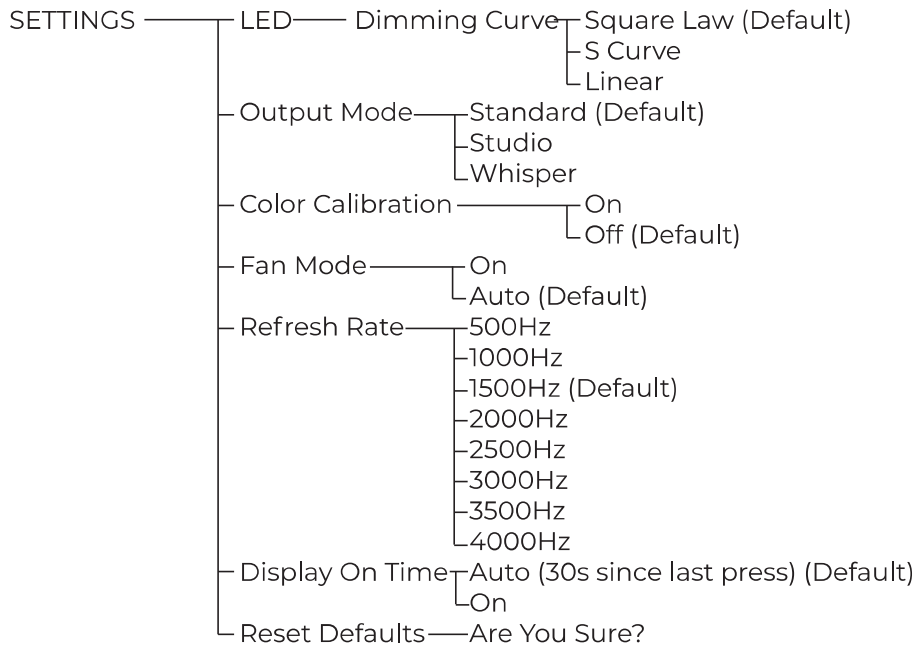 SETTINGS LED Dimming Curve Square Law (Default)
S Curve
Linear
Output Mode Standard (Default)
Studio
Whisper
Color Calibration On
Off (Default)
Fan Mode On
Auto (Default)
Refresh Rate 500Hz
1000Hz
1500Hz (Default)
2000Hz
2500Hz
3000Hz
3500Hz
4000Hz
Display On Time Auto (30s since last press) (Default)
On
Reset Defaults Are You Sure?